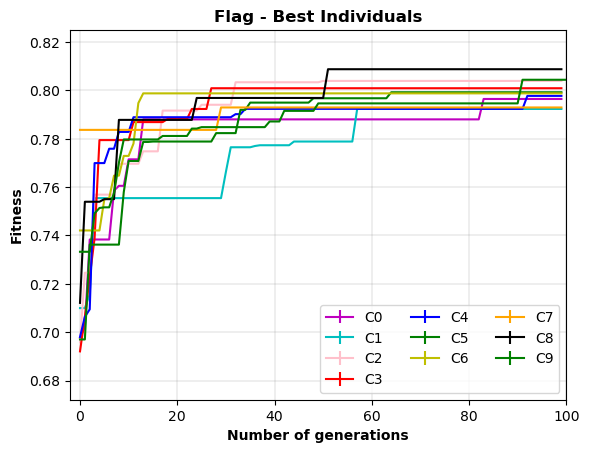 Flag - Best Individuals
Fitness
0.82
0.80
0.78
0.76
0.74
0.72
0.70
0.68
0
20
40
60
80
100
Number of generations
C0
C1
C2
C3
C4
C5
C6
C7
C8
C9